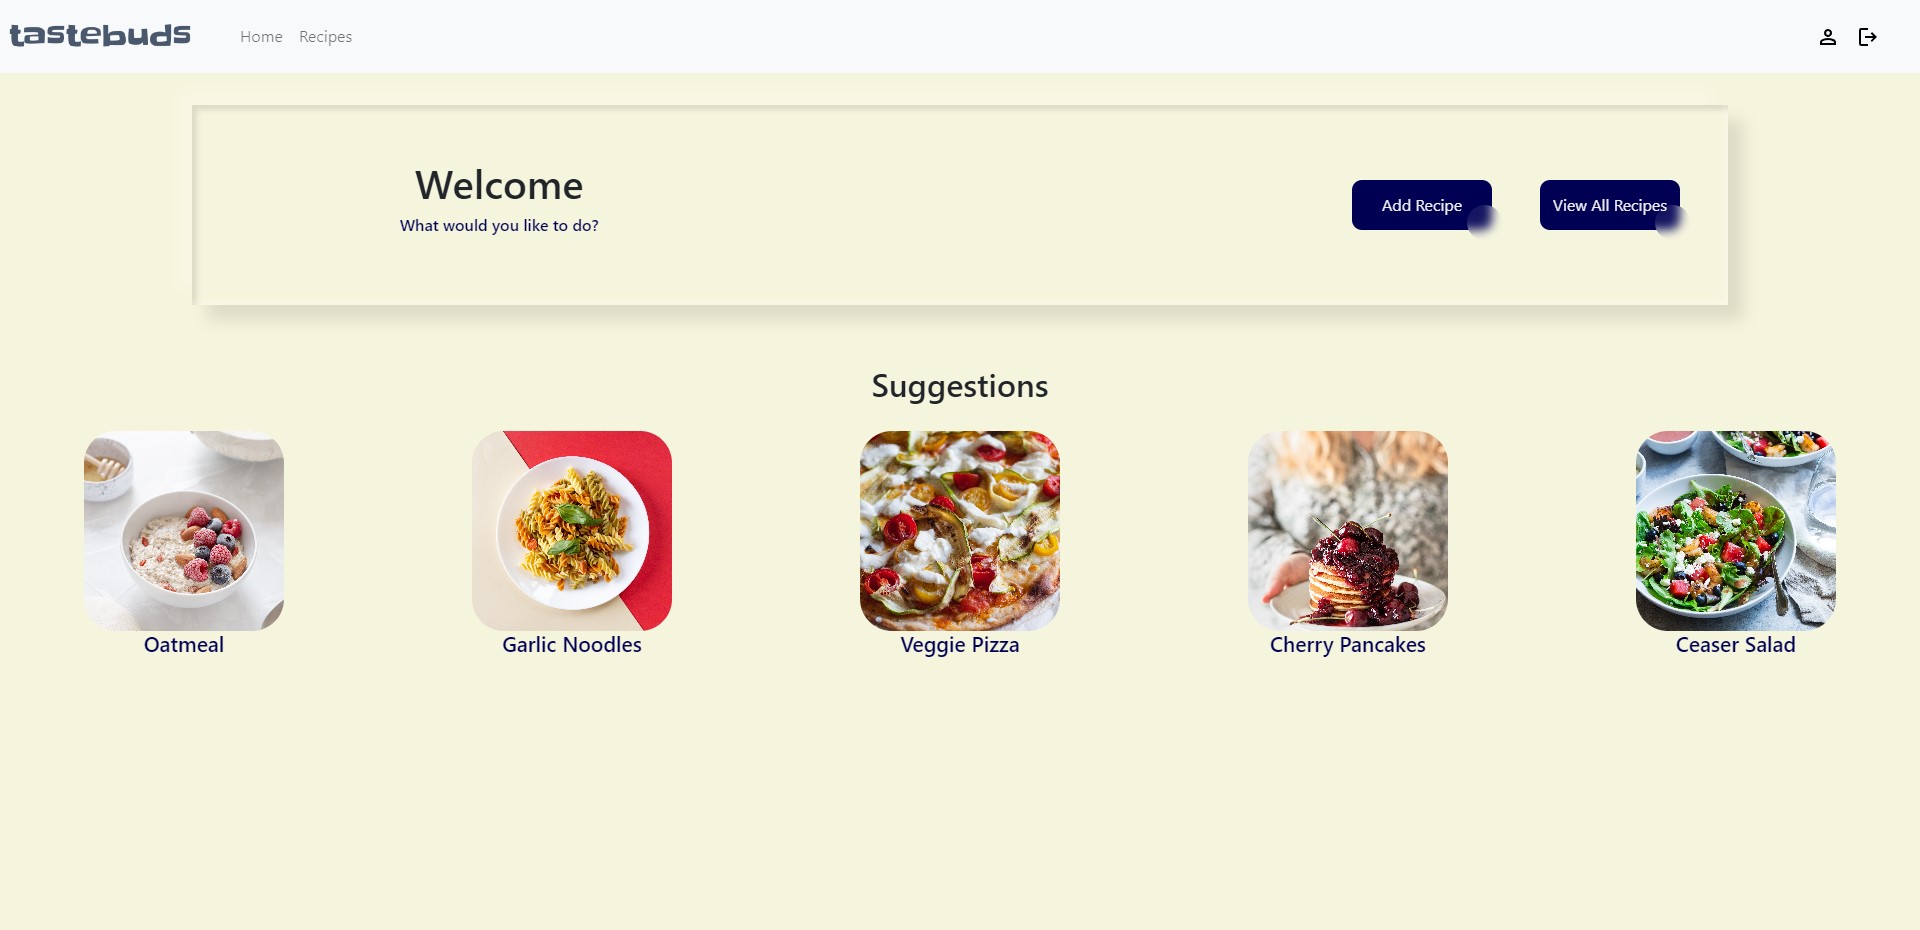 tastebuds
Home
Recipes
Welcome
What would you like to do?
Add Recipe
View All Recipes
Suggestions
Oatmeal
Garlic Noodles
Veggie Pizza
Cherry Pancakes
Ceaser Salad